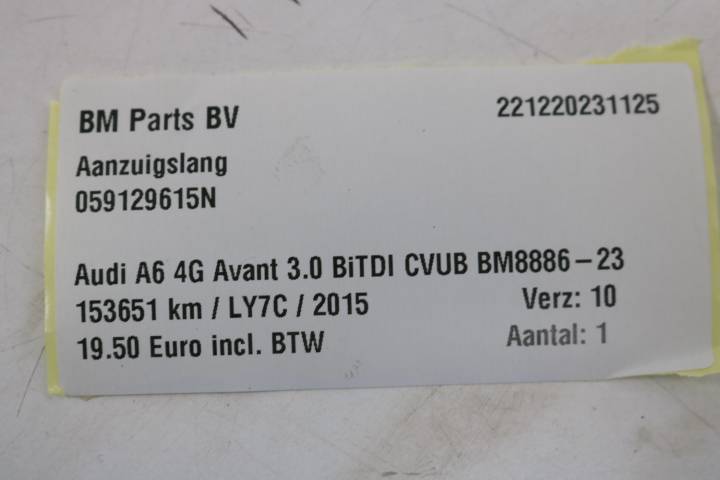 BM Parts BV 221220231125
Aanzuigslang
059129615N
Audi A6 4G Avant 3.0 BiTDI CVUB BM8886-23
153651 km / LY7C / 2015 Verz: 10
19.50 Euro incl. BTW Aantal: 1